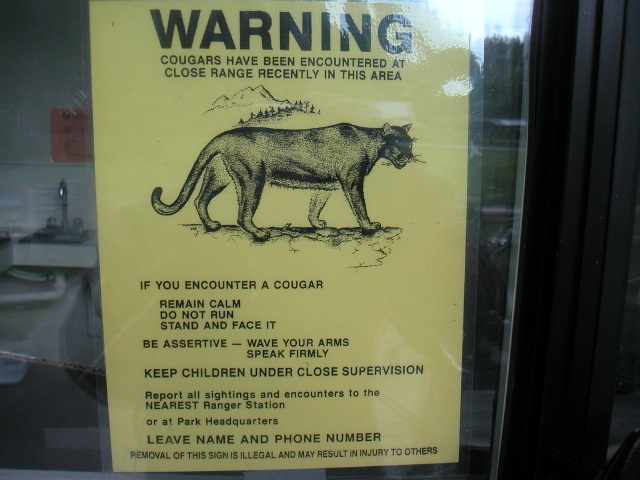 WARNING
COUGARS HAVE BEEN ENCOUNTERED AT
CLOSE RANGE RECENTLY IN THIS AREA
IF YOU ENCOUNTER A COUGAR
REMAIN CALM
DO NOT RUN
STAND AND FACE IT
BE ASSERTIVE — WAVE YOUR ARMS
SPEAK FIRMLY
KEEP CHILDREN UNDER CLOSE SUPERVISION
Report all sightings and encounters to the
NEAREST Ranger Station
or at Park Headquarters
LEAVE NAME AND PHONE NUMBER
REMOVAL OF THIS SIGN IS ILLEGAL AND MAY RESULT IN INJURY TO OTHERS